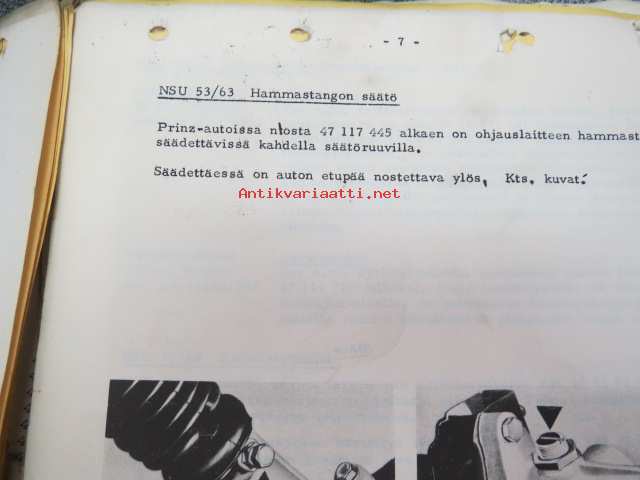 - 7 -
NSU 53/63 Hammastangon säätö
Prinz-autoissa n:osta 47 117 445 alkaen on ohjauslaitteen hammast
säädettävissä kahdella säätöruuvilla.
Säädettäessä on auton etupää nostettava ylös, Kts. kuvat:
Antikvariaatti.net